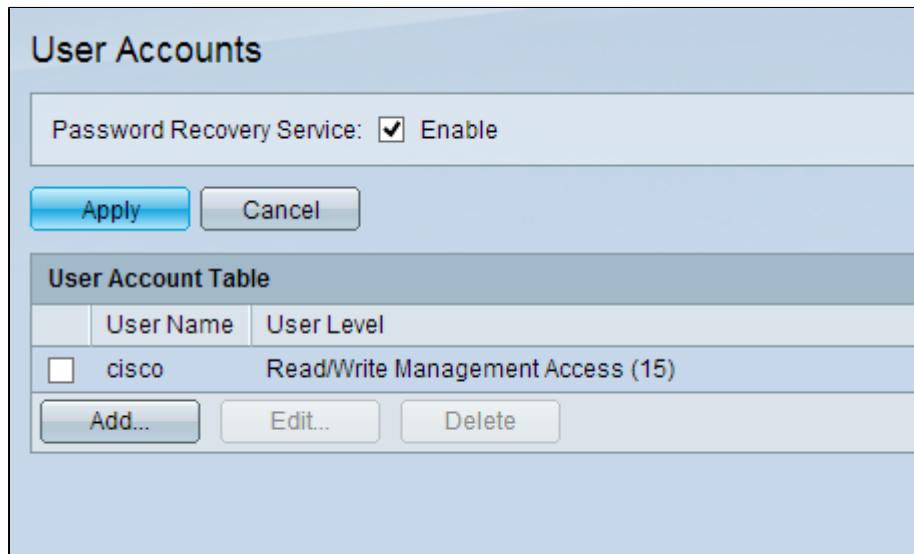 User Accounts
Password Recovery Service: Enable
Apply Cancel
User Account Table
User Name User Level
cisco Read/Write Management Access (15)
Add... Edit... Delete